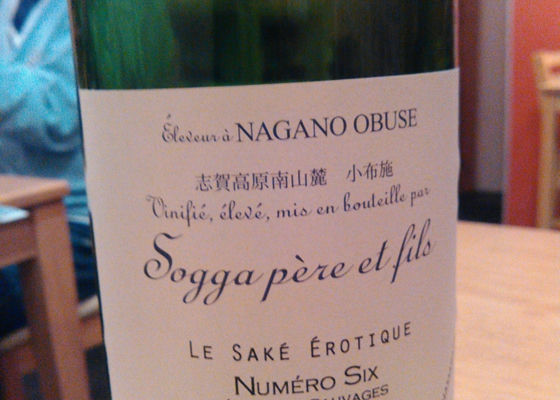 Éleveur à NAGANO OBUSE
志賀高原南山麓 小布施
Vinifié, élevé, mis en bouteille par
Sogga père et fils
LE SAKÉ ÉROTIQUE
NUMÉRO SIX
SAUVAGES